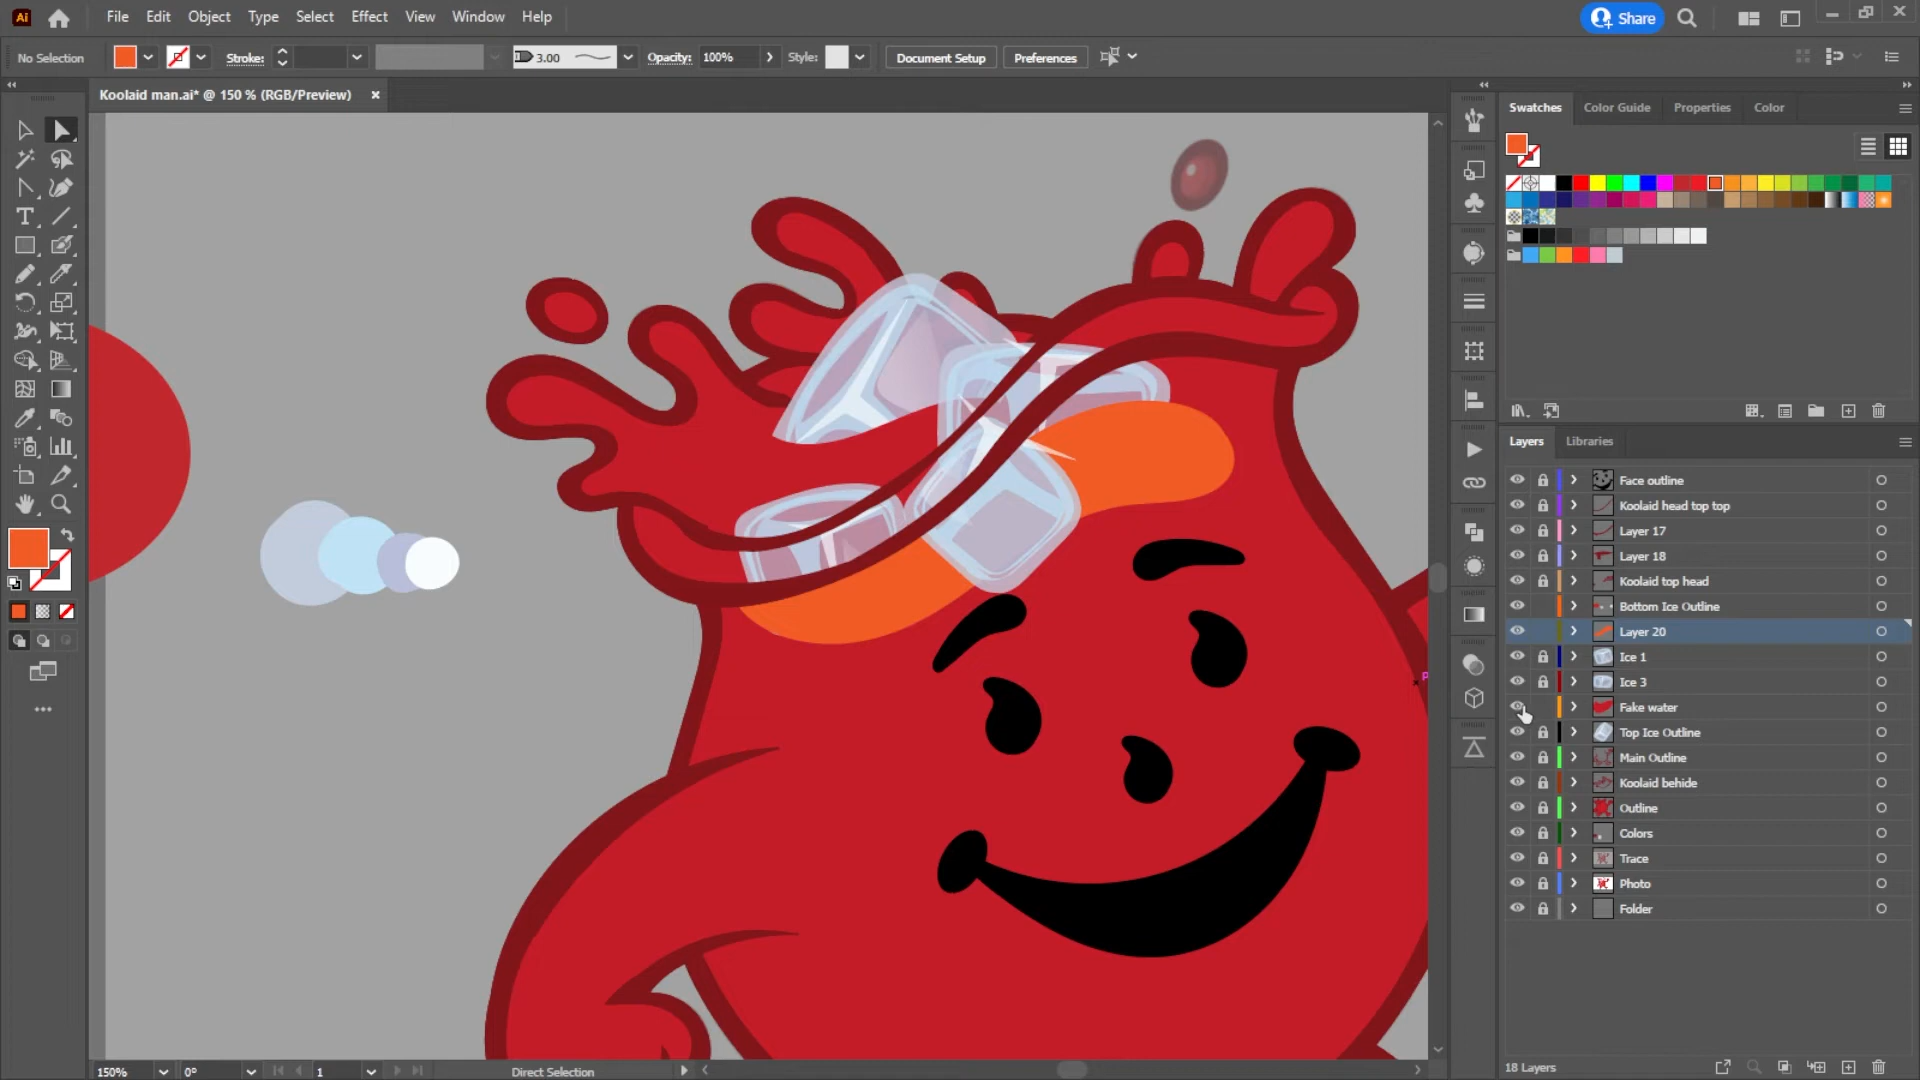 Ai File Edit Object Type Select Effect View Window Help Share
No Selection Stroke: 3.00 Opacity: 100% Style: Document Setup Preferences
Koolaid man.ai* @ 150 % (RGB/Preview)
Swatches Color Guide Properties Color
Layers Libraries
Face outline
Koolaid head top top
Layer 17
Layer 18
Koolaid top head
Bottom Ice Outline
Layer 20
Ice 1
Ice 3
Fake water
Top Ice Outline
Main Outline
Koolaid behide
Outline
Colors
Trace
Photo
Folder
150% 0° 1 Direct Selection
18 Layers